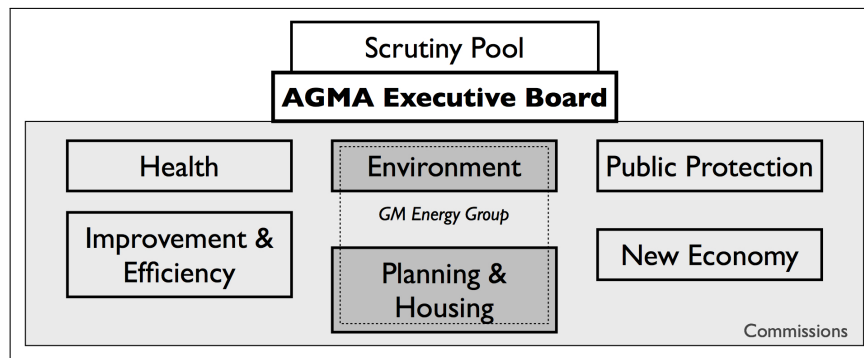 Scrutiny Pool
AGMA Executive Board
Health
Environment
Public Protection
GM Energy Group
Improvement &
Efficiency
Planning &
Housing
New Economy
Commissions